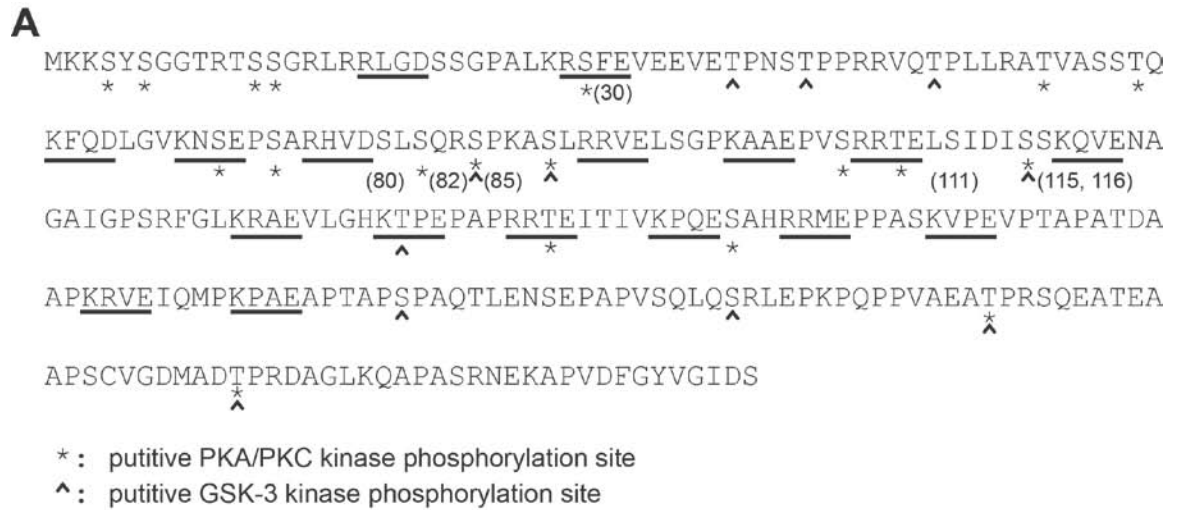 A
MKKSYSGGTRTSSGRLRRLGDSSGPALKRSFEVEEVETPNSTPPRRVQTPLLRATVASSTQ
* * * * *(30) ^ ^ ^ * *
KFQDLGVKNSEPSARHVDSLSQRSPKASLRRVELSGPKAAEPVSRRTELSIDISSKQVENA
* * * * * * * *
(80) (82) ^ (85) ^ (111) ^ (115, 116)
GAIGPSRFGLKRAEVLGHKTPEPAPRRTEITIVKPQESAHRRMEPPASKVPEVPTAPATDA
^ * *
APKRVEIQMPKPAEAPTAPSPAQTLENSEPAPVSQLQSRLEPKPQPPVAEATPRSQEATEA
^ ^ *
^
APSCVGDMADTPRDAGLKQAPASRNEKAPVDFGYVGIDS
*
^
* : putitive PKA/PKC kinase phosphorylation site
^ : putitive GSK-3 kinase phosphorylation site